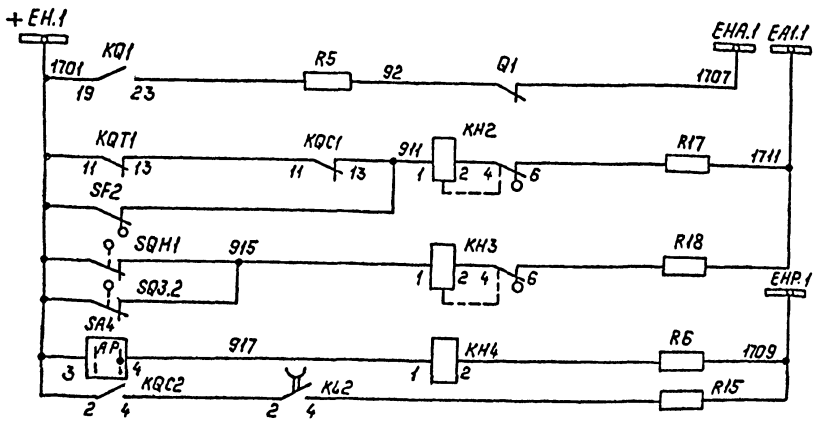 + EH.1 EHA.1 EA1.1
1701 KQ1 R5 92 Q1 1707
19 23
KQT1 KQC1 911 KH2 R17 1711
11 13 11 13 1 2 4 6
SF2
SQH1 915 KH3 R18
1 2 4 6
SQ3.2 EHP.1
SA4
AP 917 KH4 R6 1709
3 4 1 2
KQC2 KL2 R15
2 4 2 4